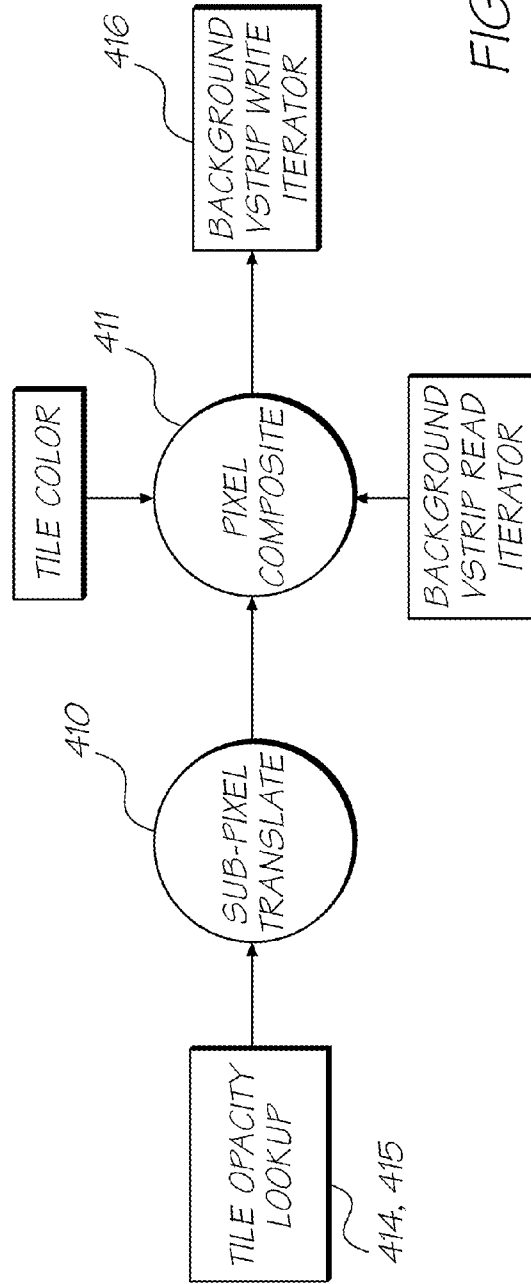 TILE OPACITY
LOOKUP
414, 415
SUB-PIXEL
TRANSLATE
410
TILE COLOR
PIXEL
COMPOSITE
411
BACKGROUND
VSTRIP READ
ITERATOR
BACKGROUND
VSTRIP WRITE
ITERATOR
416
FIG